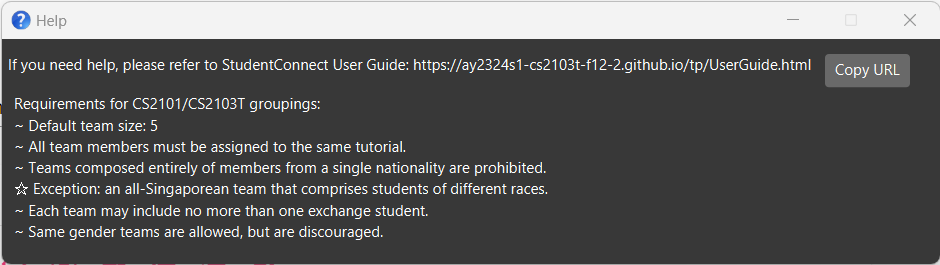 Help
If you need help, please refer to StudentConnect User Guide: https://ay2324s1-cs2103t-f12-2.github.io/tp/UserGuide.html
Copy URL
Requirements for CS2101/CS2103T groupings:
~ Default team size: 5
~ All team members must be assigned to the same tutorial.
~ Teams composed entirely of members from a single nationality are prohibited.
☆ Exception: an all-Singaporean team that comprises students of different races.
~ Each team may include no more than one exchange student.
~ Same gender teams are allowed, but are discouraged.